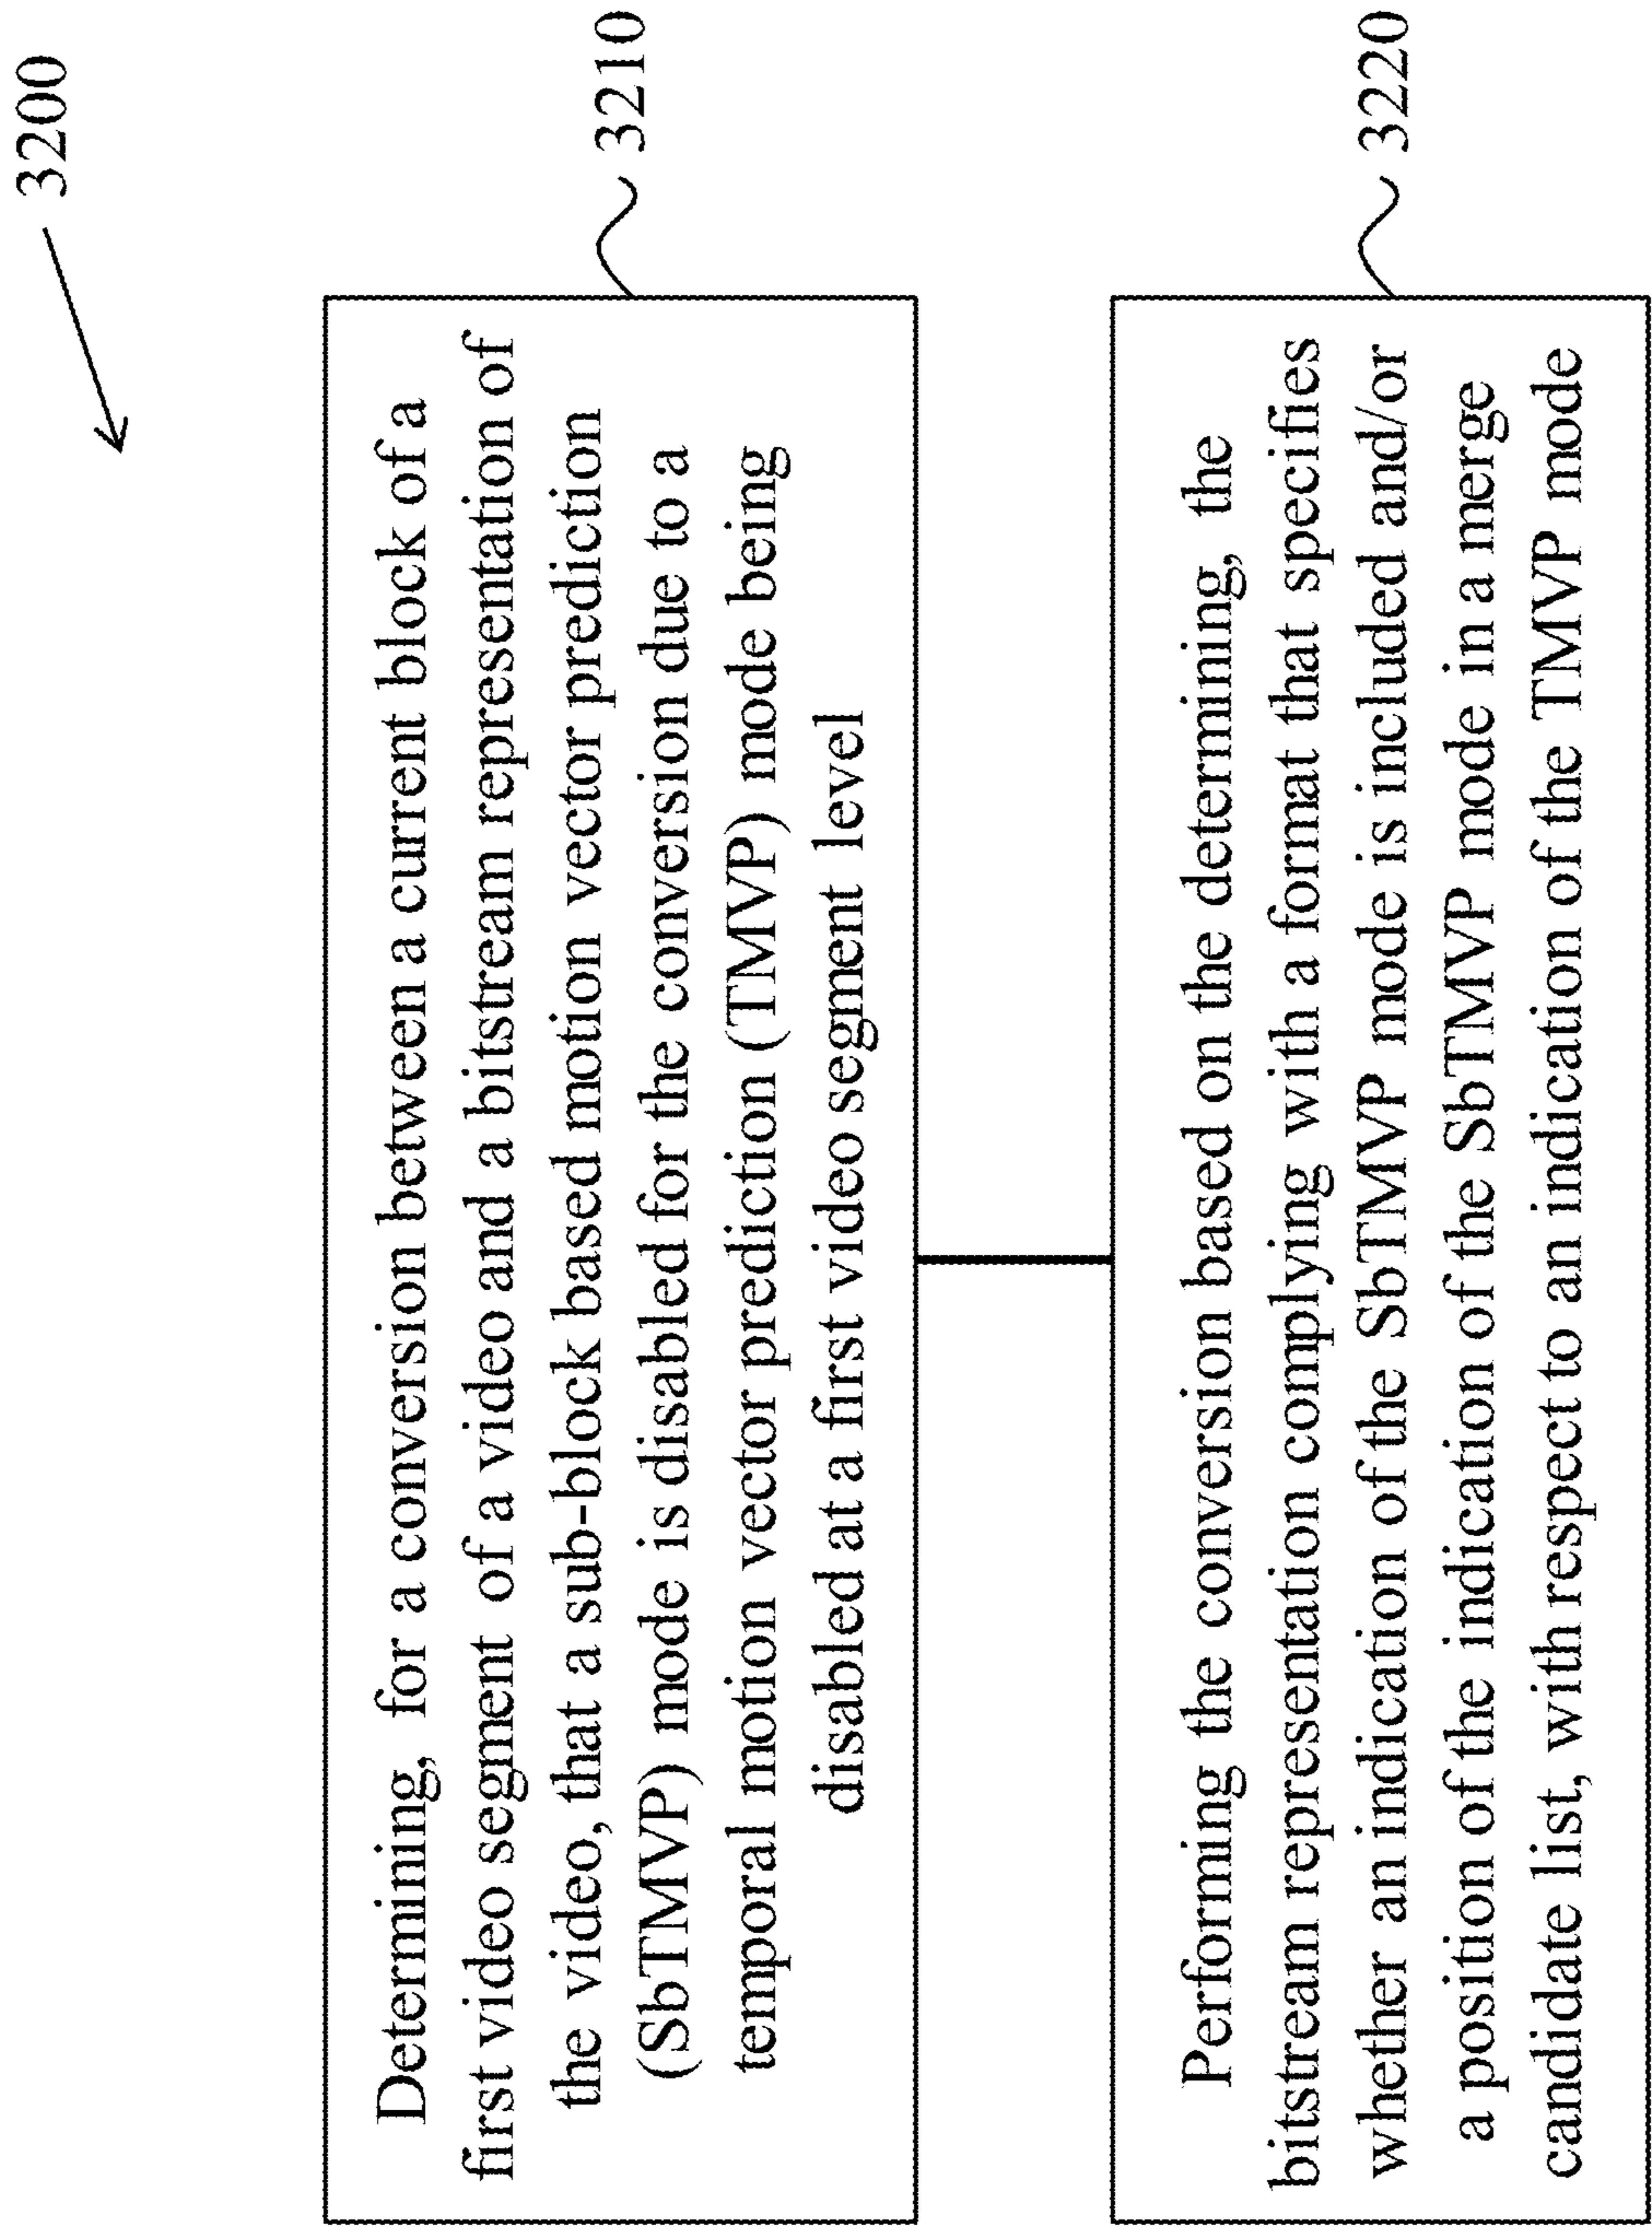 3200
Determining, for a conversion between a current block of a
first video segment of a video and a bitstream representation of
the video, that a sub-block based motion vector prediction
(SbTMVP) mode is disabled for the conversion due to a
temporal motion vector prediction (TMVP) mode being
disabled at a first video segment level
3210
Performing the conversion based on the determining, the
bitstream representation complying with a format that specifies
whether an indication of the SbTMVP mode is included and/or
a position of the indication of the SbTMVP mode in a merge
candidate list, with respect to an indication of the TMVP mode
3220